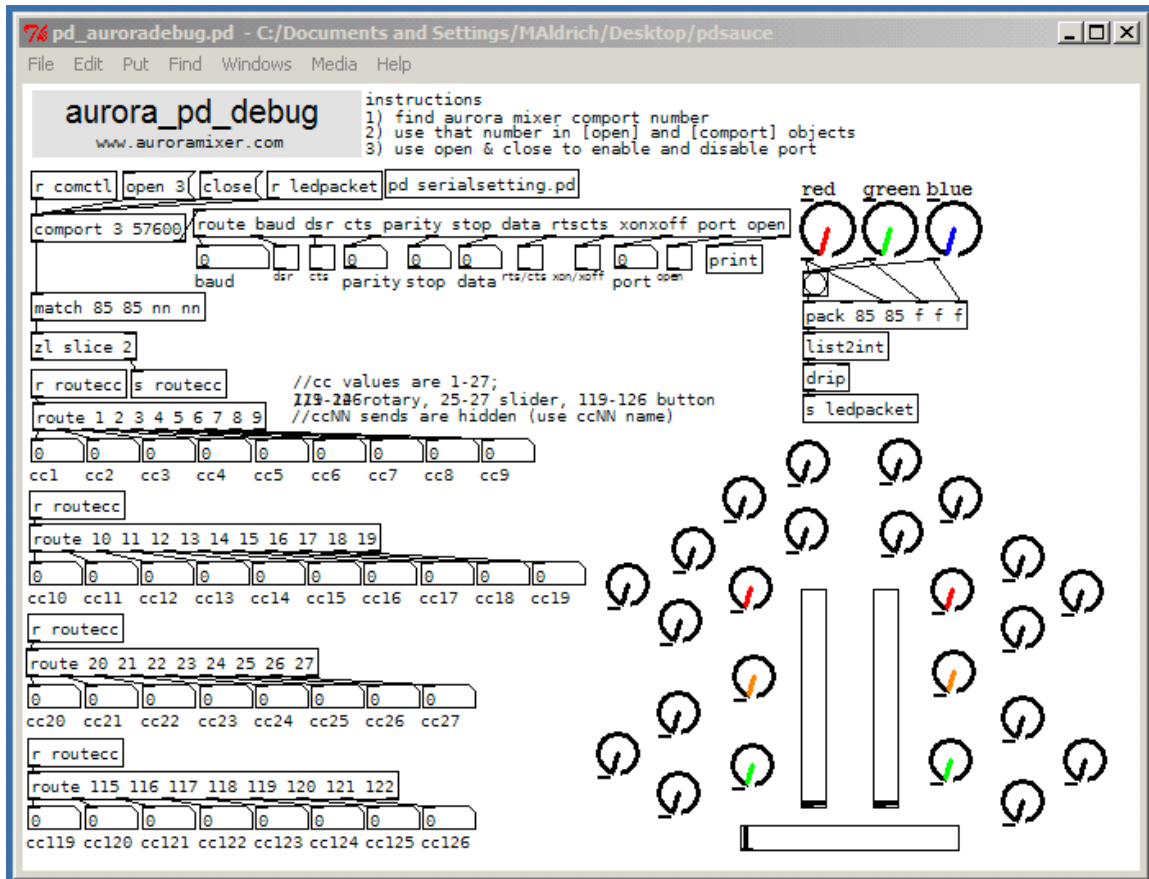 pd_auroradebug.pd - C:/Documents and Settings/MAldrich/Desktop/pdsauce
File Edit Put Find Windows Media Help
aurora_pd_debug
www.auroramixer.com
instructions
1) find aurora mixer comport number
2) use that number in [open] and [comport] objects
3) use open & close to enable and disable port
r comctl open 3 close r ledpacket pd serialsetting.pd
comport 3 57600 route baud dsr cts parity stop data rtscts xonxoff port open
0 0 0 0 0 print
baud dsr cts parity stop data rts/cts xon/xoff port open
match 85 85 nn nn
zl slice 2
r routecc s routecc
//cc values are 1-27;
rotary, 25-27 slider, 119-126 button
//ccNN sends are hidden (use ccNN name)
route 1 2 3 4 5 6 7 8 9
0 0 0 0 0 0 0 0 0
cc1 cc2 cc3 cc4 cc5 cc6 cc7 cc8 cc9
r routecc
route 10 11 12 13 14 15 16 17 18 19
0 0 0 0 0 0 0 0 0 0
cc10 cc11 cc12 cc13 cc14 cc15 cc16 cc17 cc18 cc19
r routecc
route 20 21 22 23 24 25 26 27
0 0 0 0 0 0 0 0
cc20 cc21 cc22 cc23 cc24 cc25 cc26 cc27
r routecc
route 115 116 117 118 119 120 121 122
0 0 0 0 0 0 0 0
cc119 cc120 cc121 cc122 cc123 cc124 cc125 cc126
red green blue
pack 85 85 f f f
list2int
drip
s ledpacket